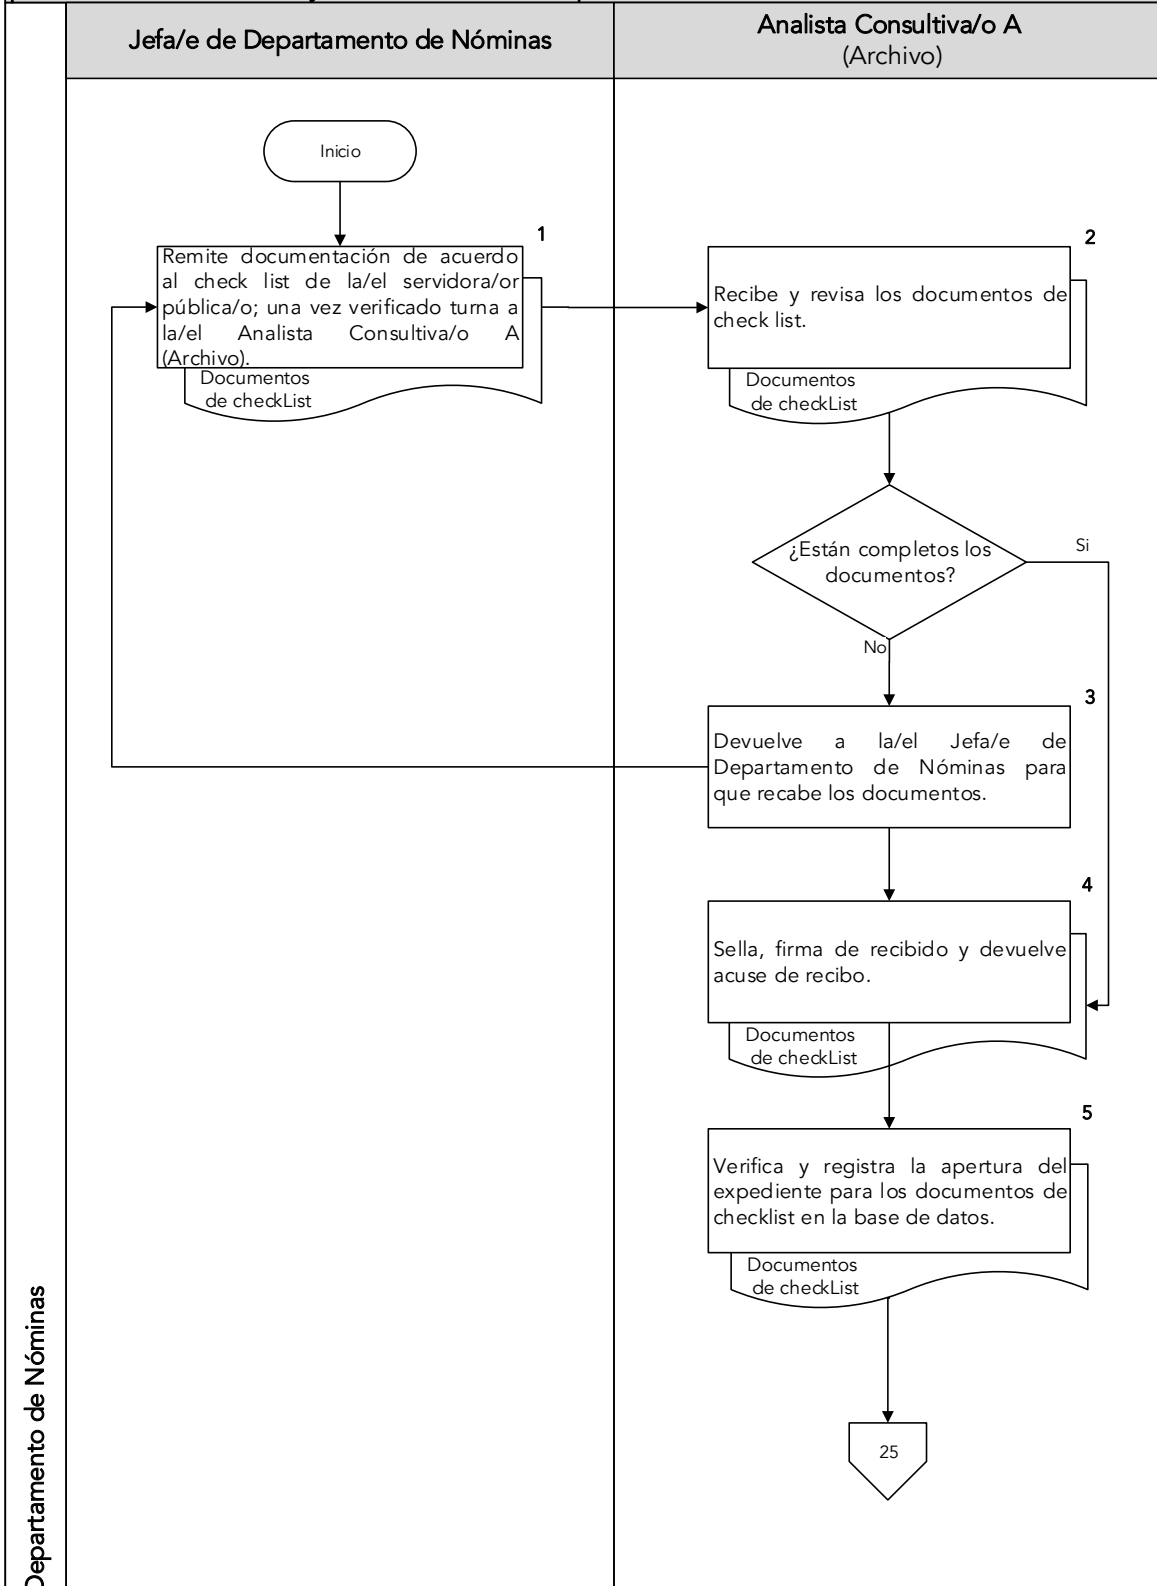 Jefa/e de Departamento de Nóminas
Analista Consultiva/o A
(Archivo)
Inicio
1
Remite documentación de acuerdo
al check list de la/el servidora/or
pública/o; una vez verificado turna a
la/el Analista Consultiva/o A
(Archivo).
Documentos
de checkList
2
Recibe y revisa los documentos de
check list.
Documentos
de checkList
¿Están completos los
documentos?
Si
No
3
Devuelve a la/el Jefa/e de
Departamento de Nóminas para
que recabe los documentos.
4
Sella, firma de recibido y devuelve
acuse de recibo.
Documentos
de checkList
5
Verifica y registra la apertura del
expediente para los documentos de
checklist en la base de datos.
Documentos
de checkList
25
Departamento de Nóminas